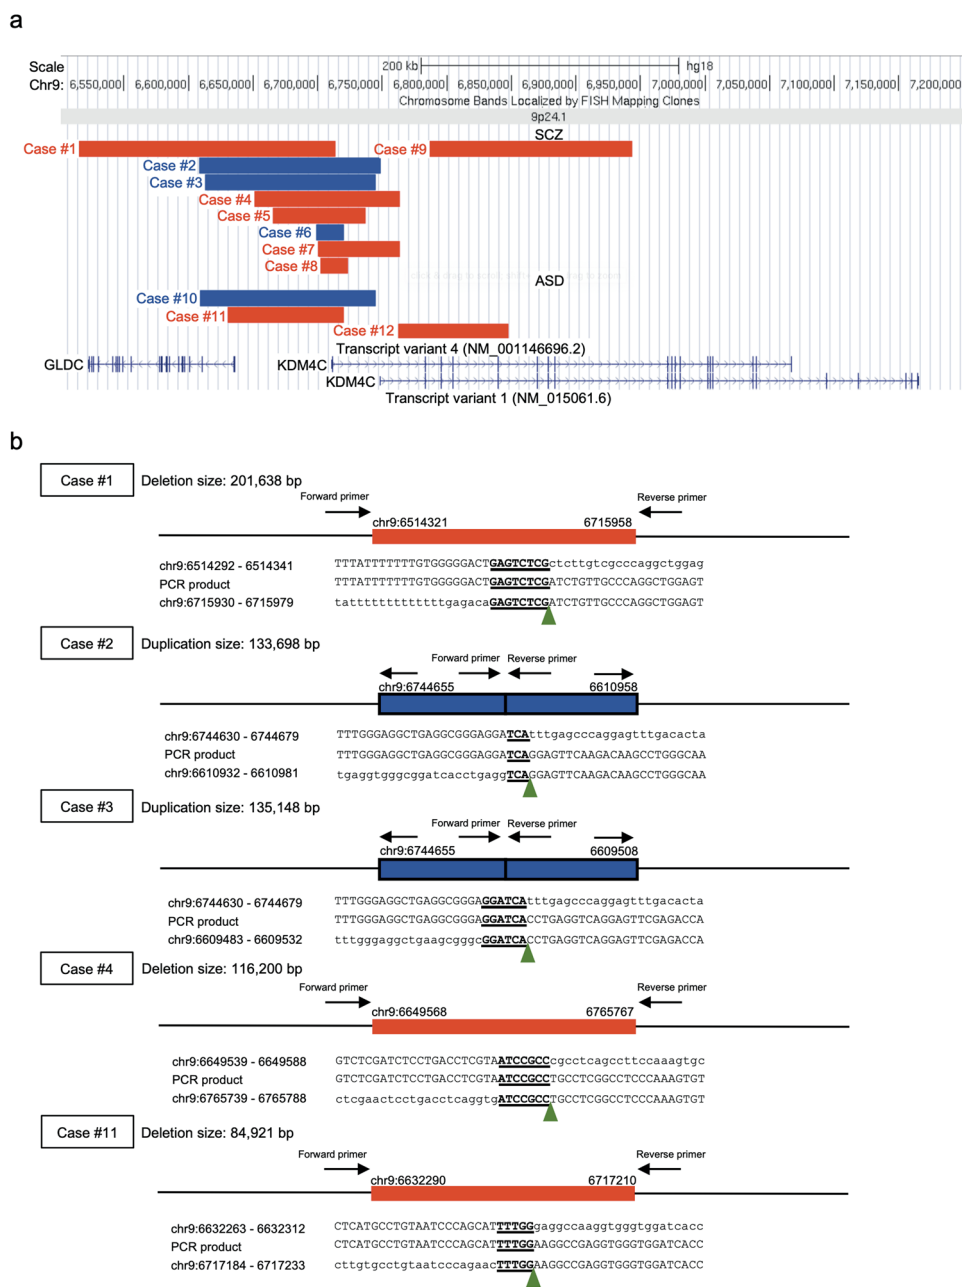 a
Scale 200 kb hg18
Chr9: 6,550,000 6,600,000 6,650,000 6,700,000 6,750,000 6,800,000 6,850,000 6,900,000 6,950,000 7,000,000 7,050,000 7,100,000 7,150,000 7,200,000
Chromosome Bands Localized by FISH Mapping Clones
9p24.1
SCZ
Case #1 Case #9
Case #2
Case #3
Case #4
Case #5
Case #6
Case #7
Case #8
ASD
Case #10
Case #11
Case #12
Transcript variant 4 (NM_001146696.2)
GLDC KDM4C
KDM4C
Transcript variant 1 (NM_015061.6)
b
Case #1 Deletion size: 201,638 bp
Forward primer Reverse primer
chr9:6514321 6715958
chr9:6514292 - 6514341 TTTATTTTTTTGTGGGGGACTGAGTCTCGctcttgtcgcccaggctggag
PCR product TTTATTTTTTTGTGGGGGACTGAGTCTCGATCTGTTGCCCAGGCTGGAGT
chr9:6715930 - 6715979 tatttttttttttttgagacaGAGTCTCGATCTGTTGCCCAGGCTGGAGT
Case #2 Duplication size: 133,698 bp
Forward primer Reverse primer
chr9:6744655 6610958
chr9:6744630 - 6744679 TTTGGGAGGCTGAGGCGGGAGGATCAtttgagcccaggagtttgacacta
PCR product TTTGGGAGGCTGAGGCGGGAGGATCAGGAGTTCAAGACAAGCCTGGGCAA
chr9:6610932 - 6610981 tgaggtgggcggatcacctgaggTCAGGAGTTCAAGACAAGCCTGGGCAA
Case #3 Duplication size: 135,148 bp
Forward primer Reverse primer
chr9:6744655 6609508
chr9:6744630 - 6744679 TTTGGGAGGCTGAGGCGGGAGGATCAtttgagcccaggagtttgacacta
PCR product TTTGGGAGGCTGAGGCGGGAGGATCACCTGAGGTCAGGAGTTCGAGACCA
chr9:6609483 - 6609532 tttgggaggctgaagcgggcGGATCACCTGAGGTCAGGAGTTCGAGACCA
Case #4 Deletion size: 116,200 bp
Forward primer Reverse primer
chr9:6649568 6765767
chr9:6649539 - 6649588 GTCTCGATCTCCTGACCTCGTAATCCGCCcgcctcagccttccaaagtgc
PCR product GTCTCGATCTCCTGACCTCGTAATCCGCCTGCCTCGGCCTCCCAAAGTGT
chr9:6765739 - 6765788 ctcgaactcctgacctcaggtgATCCGCCTGCCTCGGCCTCCCAAAGTGT
Case #11 Deletion size: 84,921 bp
Forward primer Reverse primer
chr9:6632290 6717210
chr9:6632263 - 6632312 CTCATGCCTGTAATCCCAGCATTTTGGgaggccaaggtgggtggatcacc
PCR product CTCATGCCTGTAATCCCAGCATTTTGGAAGGCCGAGGTGGGTGGATCACC
chr9:6717184 - 6717233 cttgtgcctgtaatcccagaacTTTGGAAGGCCGAGGTGGGTGGATCACC